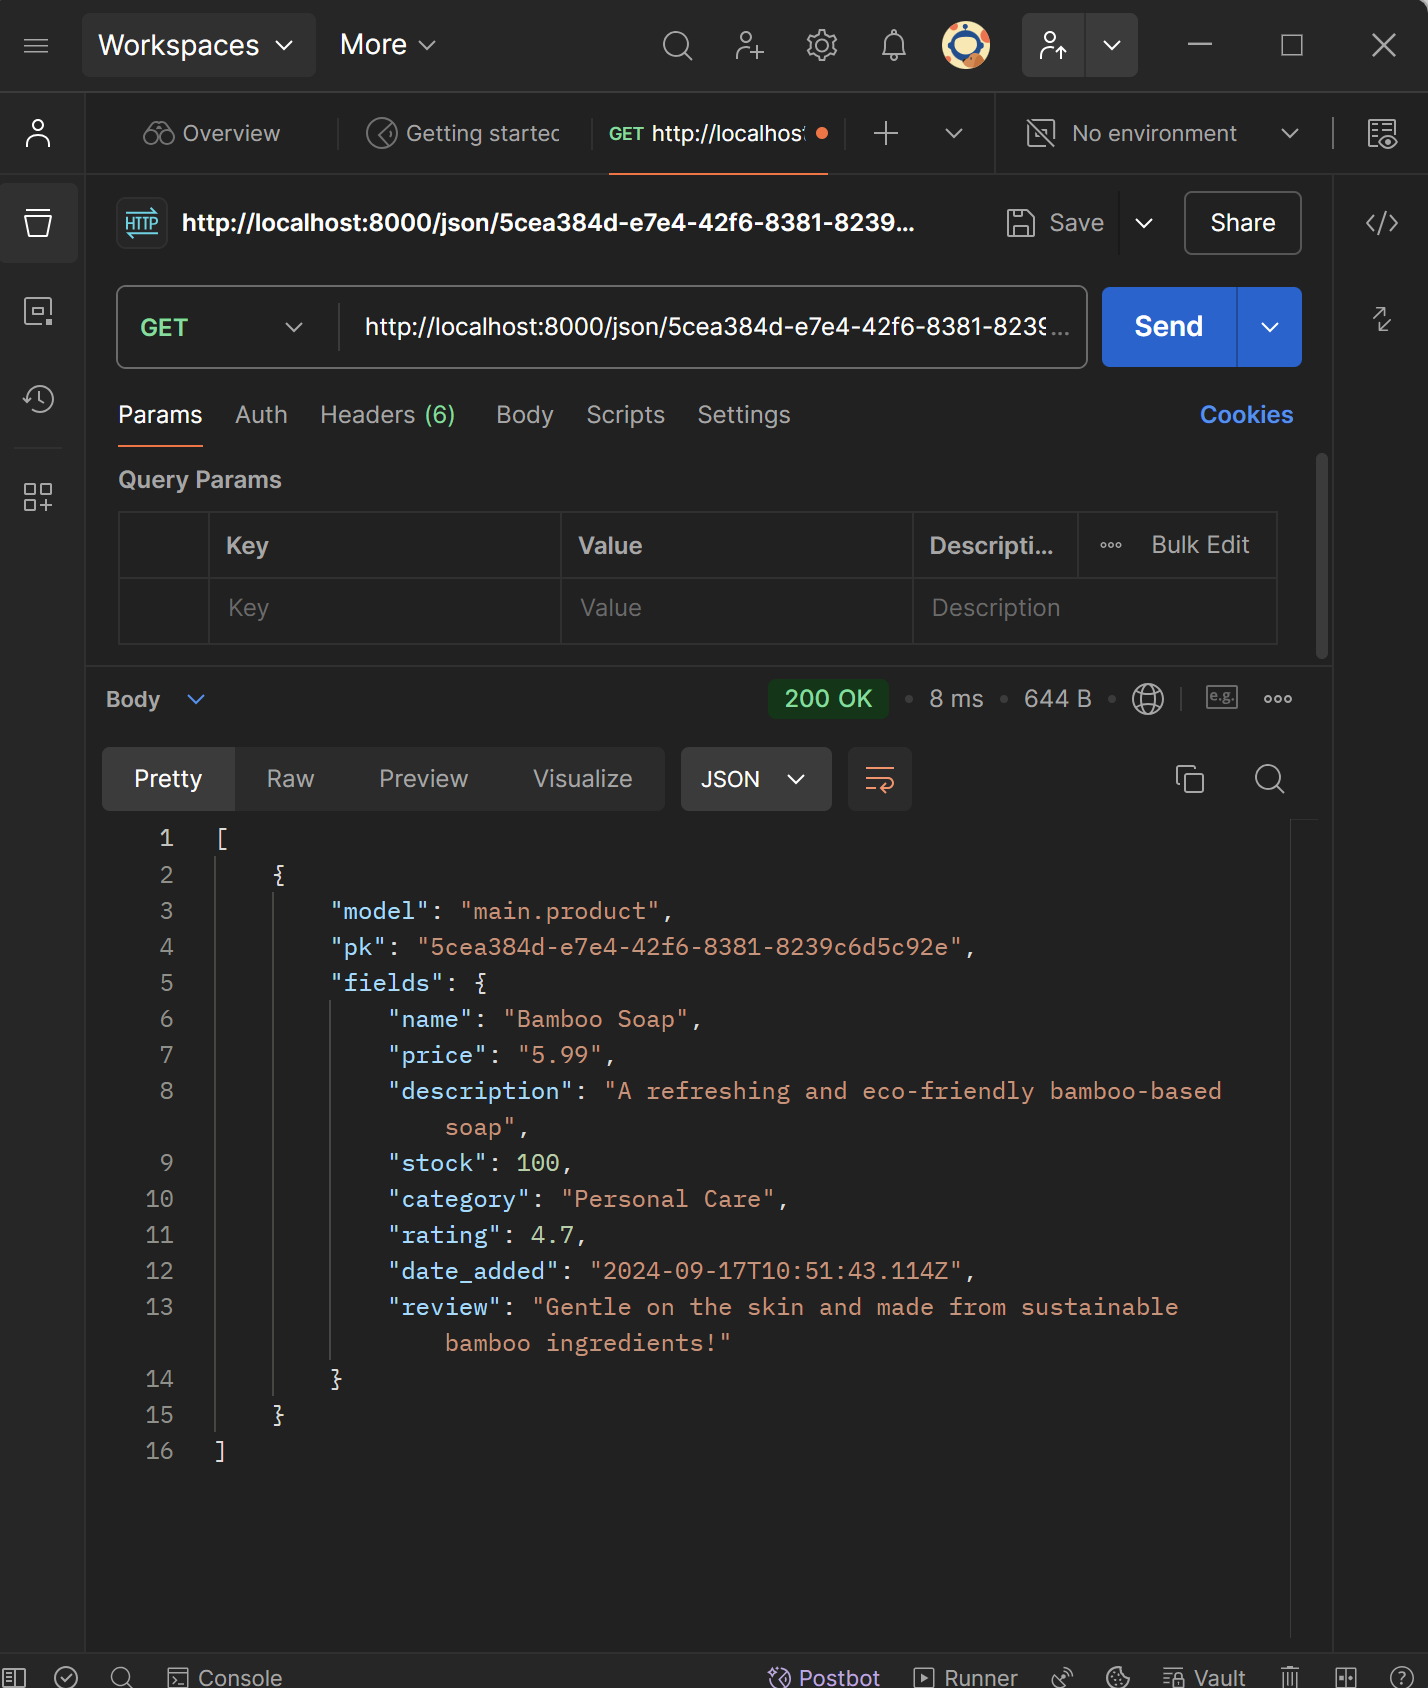 Workspaces More
Overview Getting started GET http://localhos No environment
HTTP http://localhost:8000/json/5cea384d-e7e4-42f6-8381-8239... Save Share
GET http://localhost:8000/json/5cea384d-e7e4-42f6-8381-8239... Send
Params Auth Headers (6) Body Scripts Settings Cookies
Query Params
Key Value Descripti... Bulk Edit
Key Value Description
Body 200 OK 8 ms 644 B e.g.
Pretty Raw Preview Visualize JSON
1 [
2 {
3 "model": "main.product",
4 "pk": "5cea384d-e7e4-42f6-8381-8239c6d5c92e",
5 "fields": {
6 "name": "Bamboo Soap",
7 "price": "5.99",
8 "description": "A refreshing and eco-friendly bamboo-based
soap",
9 "stock": 100,
10 "category": "Personal Care",
11 "rating": 4.7,
12 "date_added": "2024-09-17T10:51:43.114Z",
13 "review": "Gentle on the skin and made from sustainable
bamboo ingredients!"
14 }
15 }
16 ]
Console Postbot Runner Vault